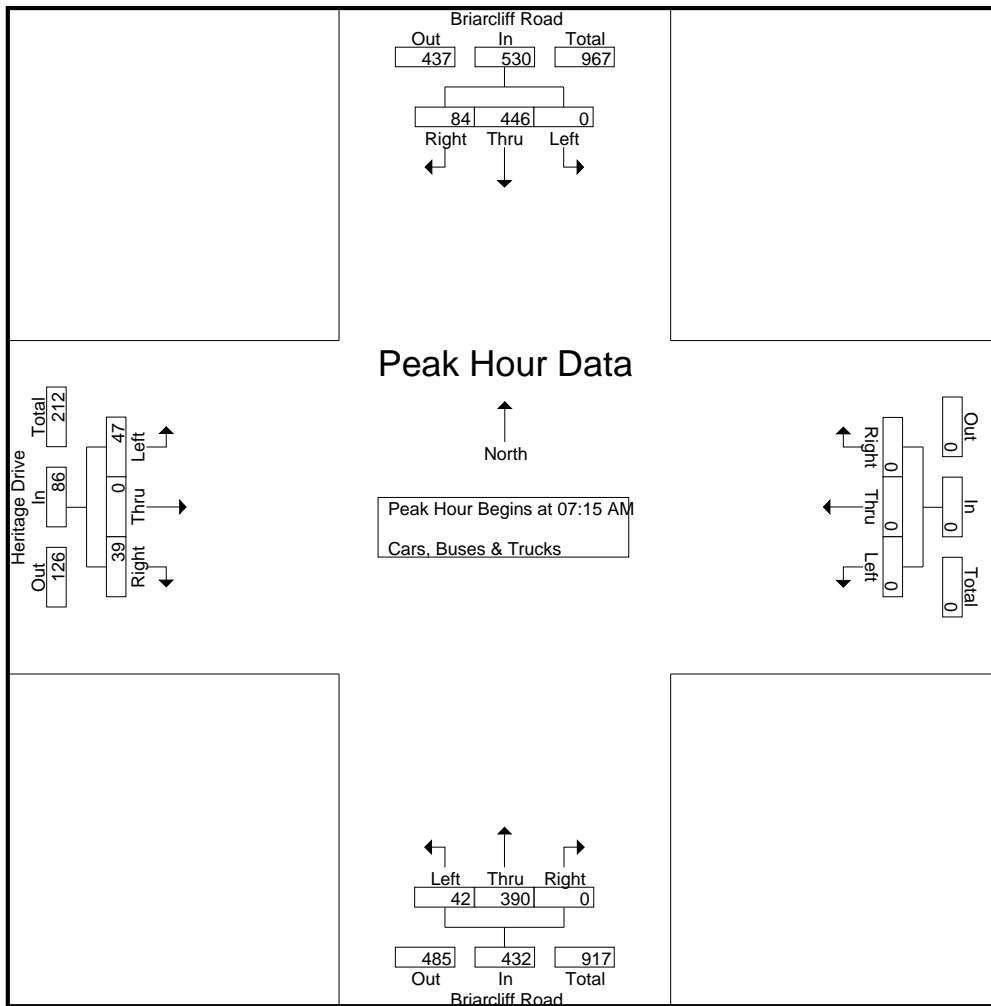 Briarcliff Road
Out In Total
437 530 967
84 446 0
Right Thru Left
Peak Hour Data
North
Peak Hour Begins at 07:15 AM
Cars, Buses & Trucks
Heritage Drive
Out In Total
126 86 212
39 0 47
Right Thru Left
Out In Total
0 0 0
0 0 0
Right Thru Left
Left Thru Right
42 390 0
485 432 917
Out In Total
Briarcliff Road